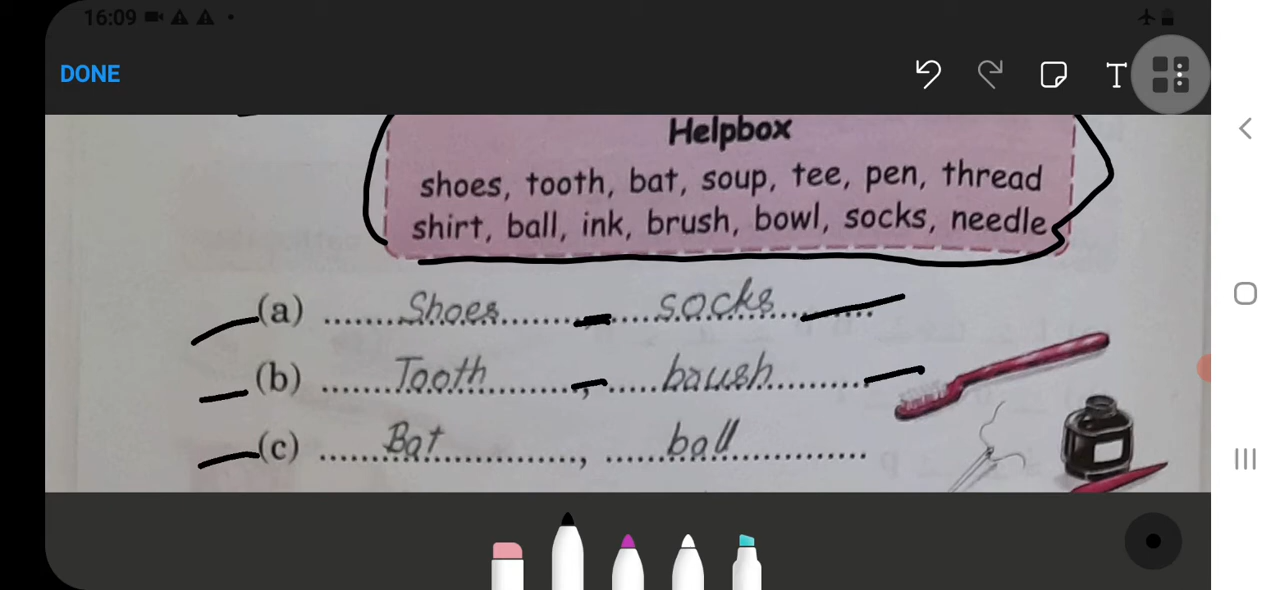 16:09
DONE
T
Helpbox
shoes, tooth, bat, soup, tee, pen, thread
shirt, ball, ink, brush, bowl, socks, needle
(a) ........Shoes........ ........socks........
(b) ........Tooth........, ........baush........
(c) ........Bat........, ........ball........